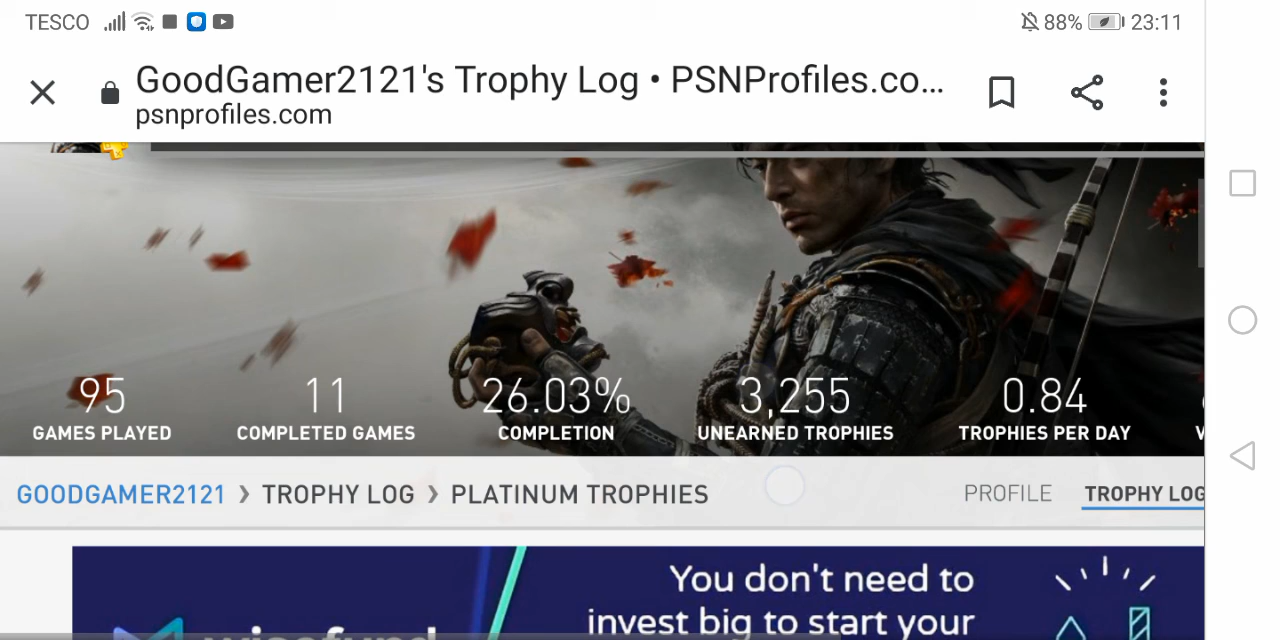 TESCO 88% 23:11
GoodGamer2121's Trophy Log • PSNProfiles.co...
psnprofiles.com
95 11 26.03% 3,255 0.84
GAMES PLAYED COMPLETED GAMES COMPLETION UNEARNED TROPHIES TROPHIES PER DAY
GOODGAMER2121 › TROPHY LOG › PLATINUM TROPHIES PROFILE TROPHY LOG
You don't need to
invest big to start your